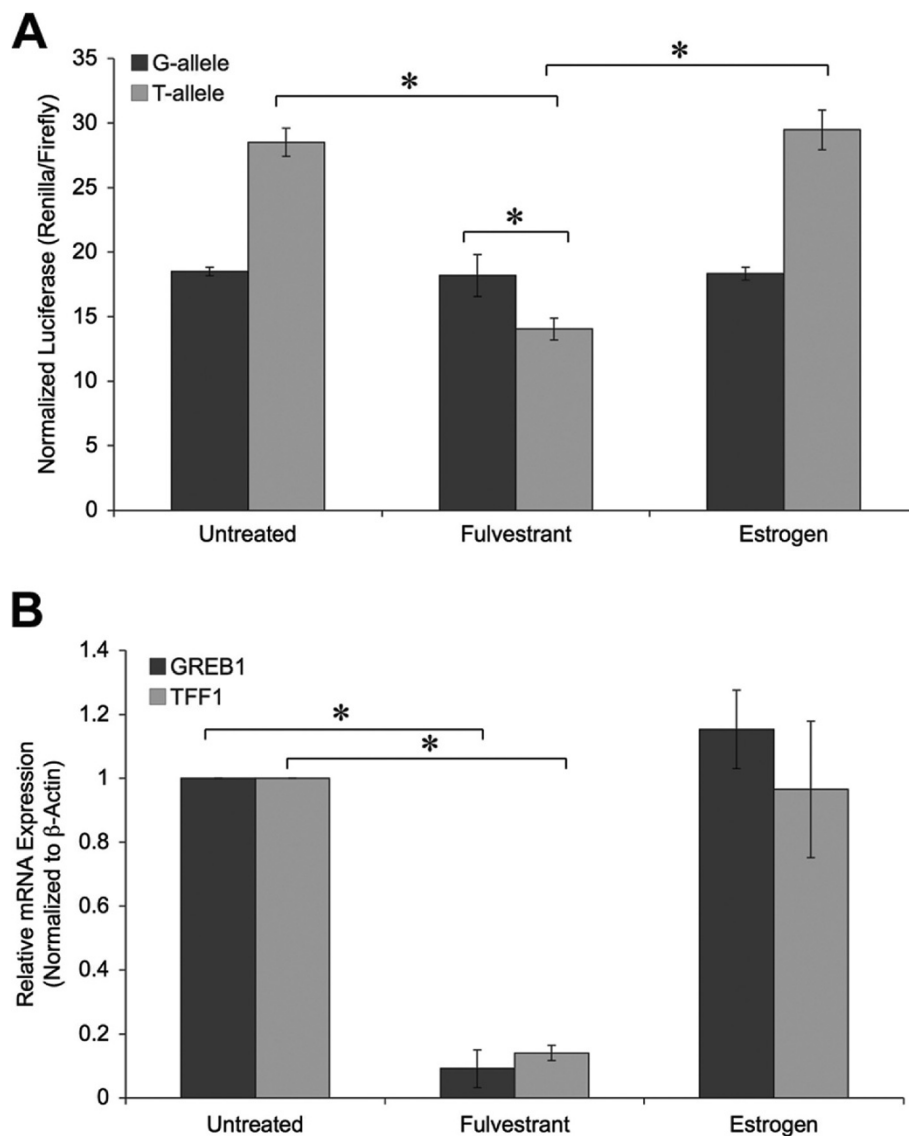 A
G-allele
T-allele
*
*
*
Normalized Luciferase (Renilla/Firefly)
35
30
25
20
15
10
5
0
Untreated Fulvestrant Estrogen
B
GREB1
TFF1
*
*
Relative mRNA Expression
(Normalized to β-Actin)
1.4
1.2
1
0.8
0.6
0.4
0.2
0
Untreated Fulvestrant Estrogen